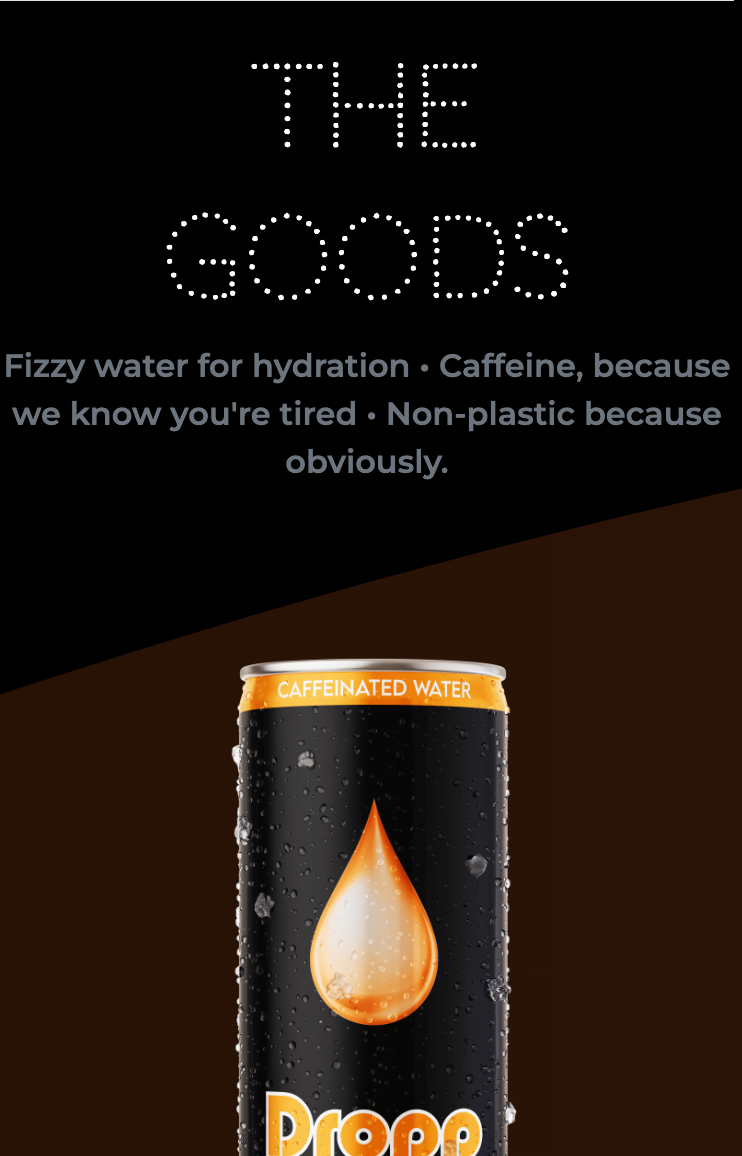 THE
GOODS
Fizzy water for hydration • Caffeine, because
we know you're tired • Non-plastic because
obviously.
CAFFEINATED WATER
Dropp